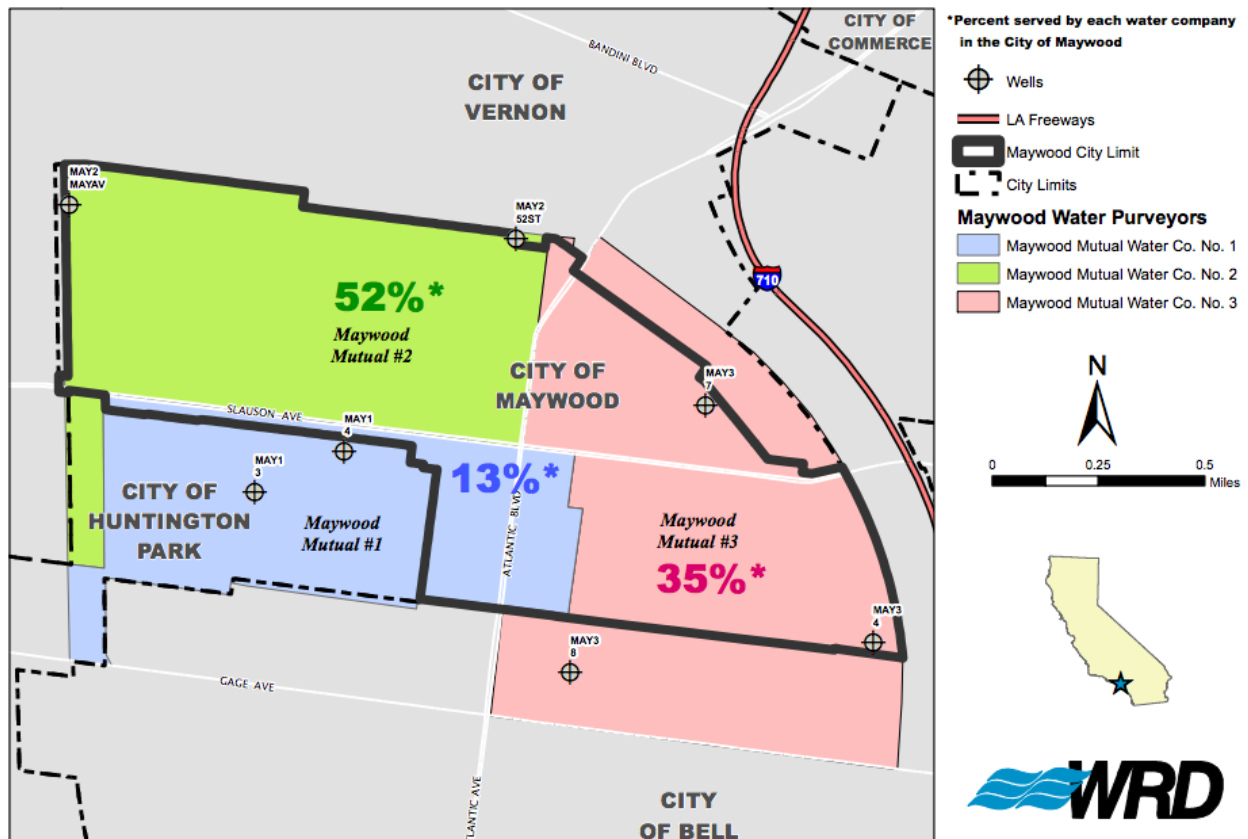 CITY OF
COMMERCE
BANDINI BLVD
CITY OF
VERNON
MAY2
MAYAV
MAY2
52ST
710
52%*
Maywood
Mutual #2
CITY OF
MAYWOOD
MAY3
7
SLAUSON AVE
MAY1
4
MAY1
3
13%*
CITY OF
HUNTINGTON
PARK
Maywood
Mutual #1
ATLANTIC BLVD
Maywood
Mutual #3
35%*
MAY3
4
MAY3
8
GAGE AVE
LANTIC AVE
CITY
OF BELL
*Percent served by each water company
in the City of Maywood
Wells
LA Freeways
Maywood City Limit
City Limits
Maywood Water Purveyors
Maywood Mutual Water Co. No. 1
Maywood Mutual Water Co. No. 2
Maywood Mutual Water Co. No. 3
N
0 0.25 0.5
Miles
WRD